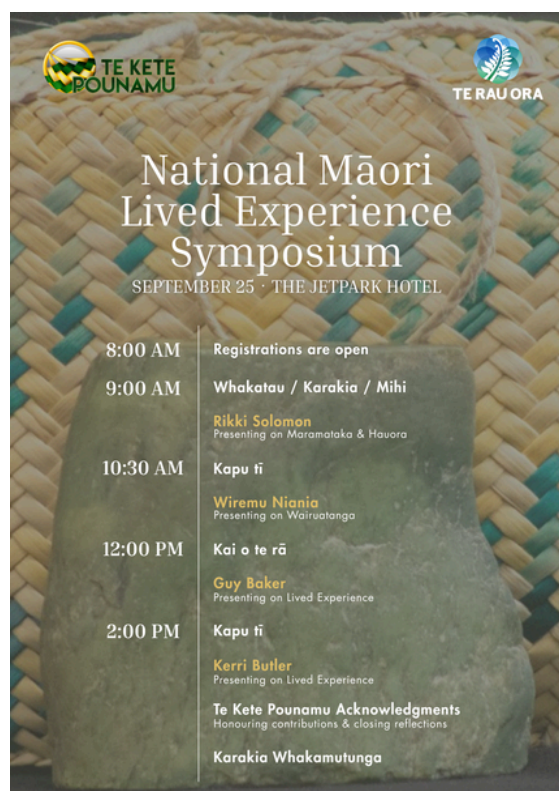 TE KETE
POUNAMU
TE RAU ORA
National Māori
Lived Experience
Symposium
SEPTEMBER 25 · THE JETPARK HOTEL
8:00 AM Registrations are open
9:00 AM Whakatau / Karakia / Mihi
Rikki Solomon
Presenting on Maramataka & Hauora
10:30 AM Kapu tī
Wiremu Niania
Presenting on Wairuatanga
12:00 PM Kai o te rā
Guy Baker
Presenting on Lived Experience
2:00 PM Kapu tī
Kerri Butler
Presenting on Lived Experience
Te Kete Pounamu Acknowledgments
Honouring contributions & closing reflections
Karakia Whakamutunga